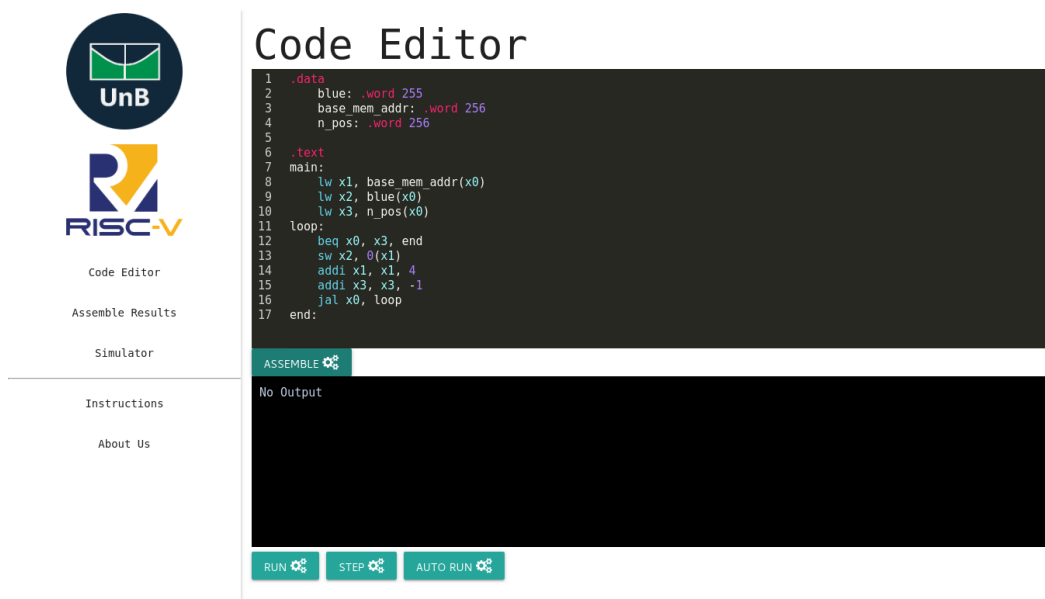 UnB
RISC-V
Code Editor
Assemble Results
Simulator
Instructions
About Us
Code Editor
1 .data
2 blue: .word 255
3 base_mem_addr: .word 256
4 n_pos: .word 256
5
6 .text
7 main:
8 lw x1, base_mem_addr(x0)
9 lw x2, blue(x0)
10 lw x3, n_pos(x0)
11 loop:
12 beq x0, x3, end
13 sw x2, 0(x1)
14 addi x1, x1, 4
15 addi x3, x3, -1
16 jal x0, loop
17 end:
ASSEMBLE
No Output
RUN
STEP
AUTO RUN